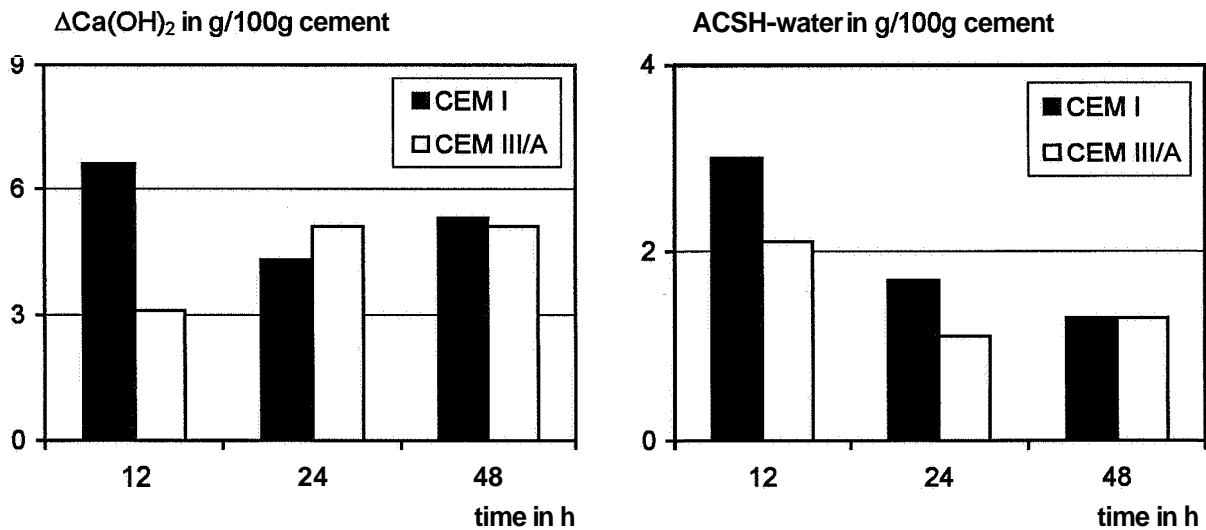 ΔCa(OH)₂ in g/100g cement
9
6
3
0
CEM I
CEM III/A
12 24 48
time in h
ACSH-water in g/100g cement
4
2
0
CEM I
CEM III/A
12 24 48
time in h